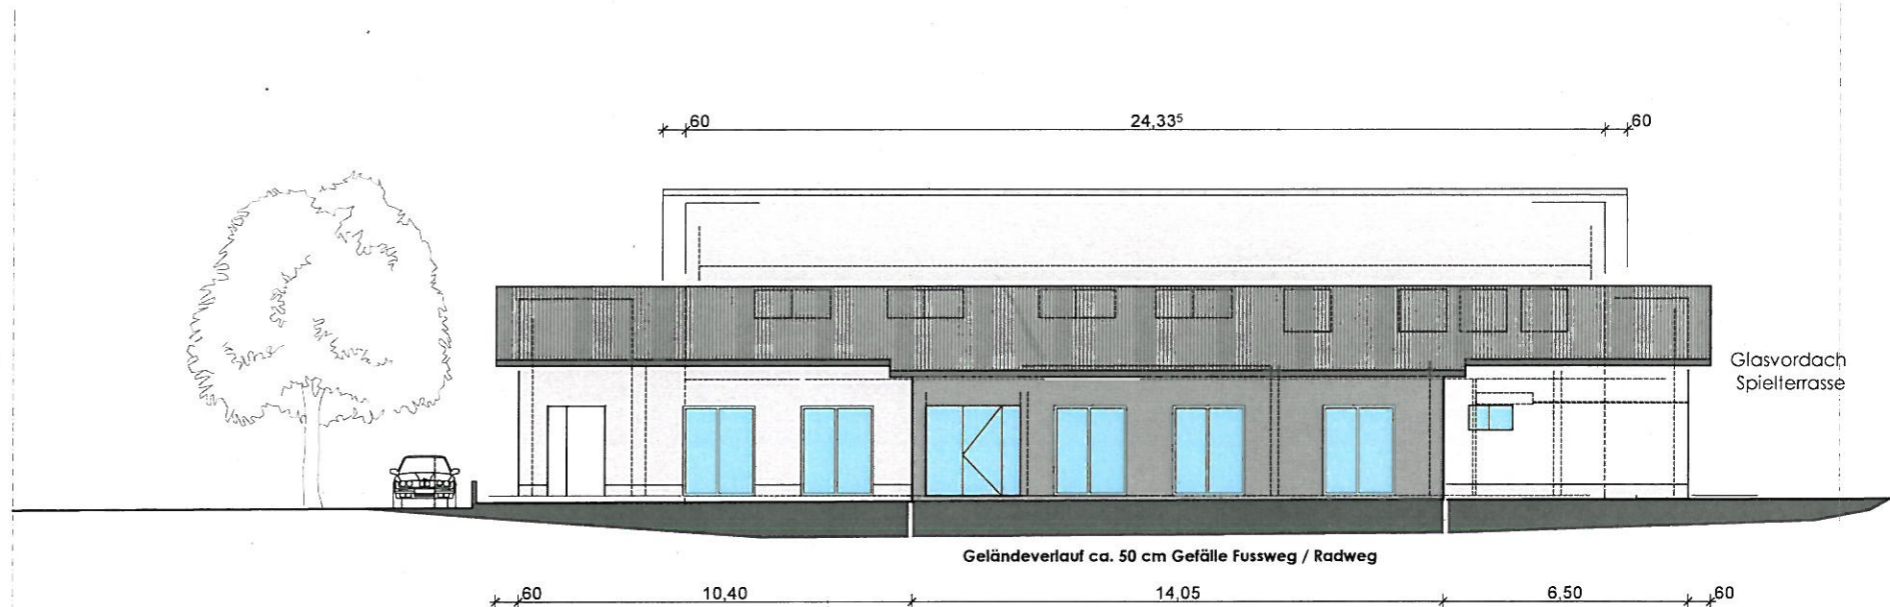 60 24,33⁵ 60
Glasvordach
Spielterrasse
Geländeverlauf ca. 50 cm Gefälle Fussweg / Radweg
60 10,40 14,05 6,50 60